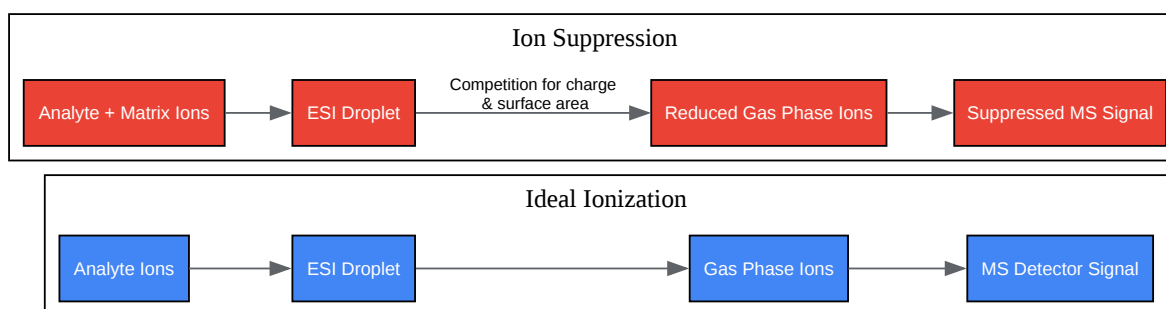 Ion Suppression
Analyte + Matrix Ions
ESI Droplet
Competition for charge
& surface area
Reduced Gas Phase Ions
Suppressed MS Signal
Ideal Ionization
Analyte Ions
ESI Droplet
Gas Phase Ions
MS Detector Signal